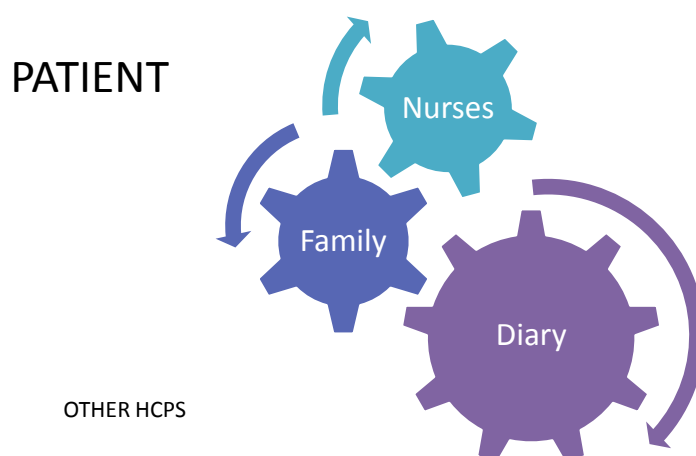 PATIENT
Nurses
Family
Diary
OTHER HCPS